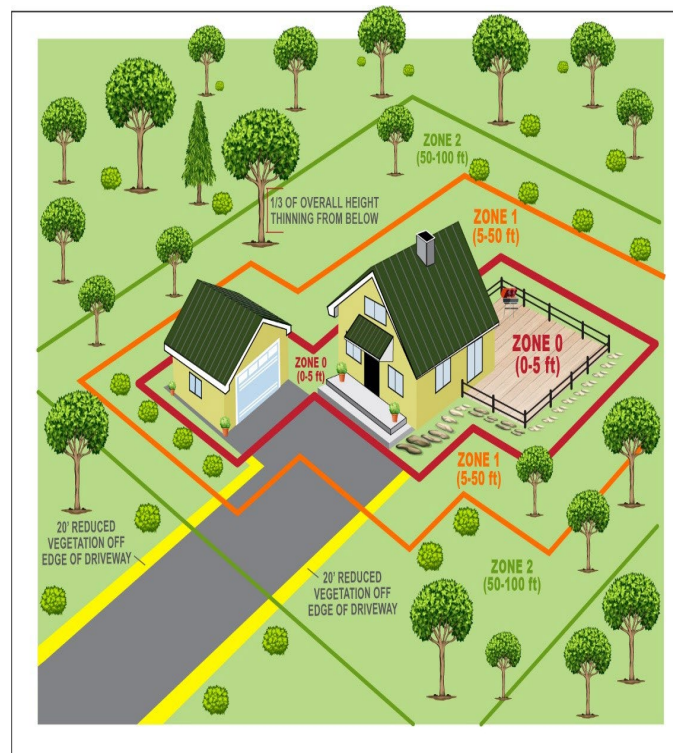 ZONE 2
(50-100 ft)
1/3 OF OVERALL HEIGHT
THINNING FROM BELOW
ZONE 1
(5-50 ft)
ZONE 0
(0-5 ft)
ZONE 0
(0-5 ft)
ZONE 1
(5-50 ft)
20' REDUCED
VEGETATION OFF
EDGE OF DRIVEWAY
ZONE 2
(50-100 ft)
20' REDUCED
VEGETATION OFF
EDGE OF DRIVEWAY